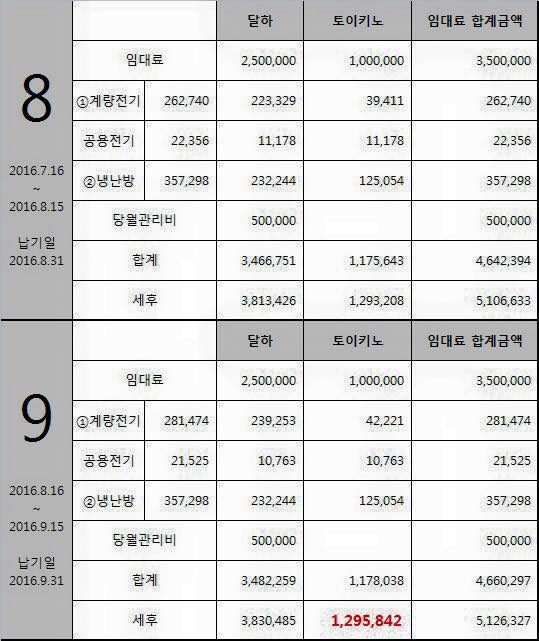 8
2016.7.16
~
2016.8.15
납기일
2016.8.31
달하 토이키노 임대료 합계금액
임대료 2,500,000 1,000,000 3,500,000
①계량전기 262,740 223,329 39,411 262,740
공용전기 22,356 11,178 11,178 22,356
②냉난방 357,298 232,244 125,054 357,298
당월관리비 500,000 500,000
합계 3,466,751 1,175,643 4,642,394
세후 3,813,426 1,293,208 5,106,633
9
2016.8.16
~
2016.9.15
납기일
2016.9.31
달하 토이키노 임대료 합계금액
임대료 2,500,000 1,000,000 3,500,000
①계량전기 281,474 239,253 42,221 281,474
공용전기 21,525 10,763 10,763 21,525
②냉난방 357,298 232,244 125,054 357,298
당월관리비 500,000 500,000
합계 3,482,259 1,178,038 4,660,297
세후 3,830,485 1,295,842 5,126,327